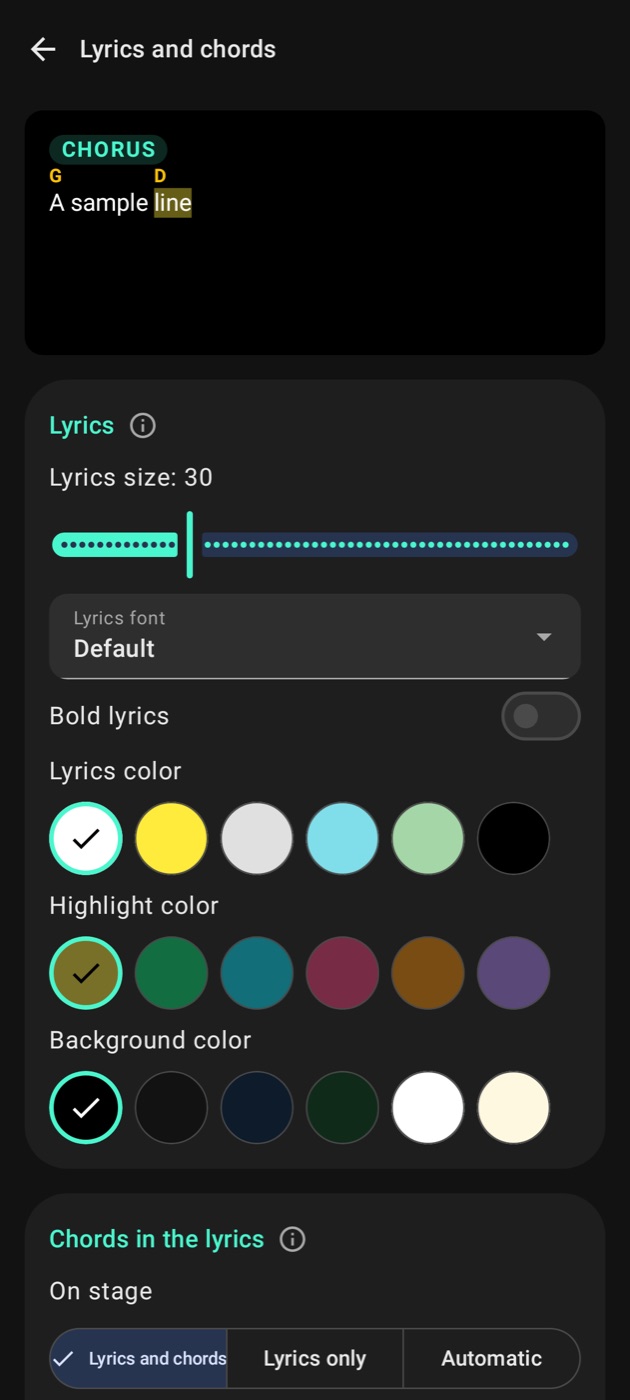 Lyrics and chords
CHORUS
G D
A sample line
Lyrics
Lyrics size: 30
Lyrics font
Default
Bold lyrics
Lyrics color
Highlight color
Background color
Chords in the lyrics
On stage
Lyrics and chords Lyrics only Automatic